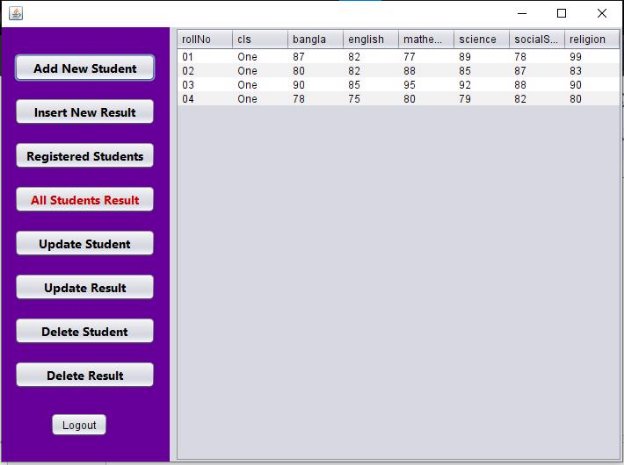 Add New Student
Insert New Result
Registered Students
All Students Result
Update Student
Update Result
Delete Student
Delete Result
Logout
rollNo cls bangla english mathe... science socialS... religion
01 One 87 82 77 89 78 99
02 One 80 82 88 85 87 83
03 One 90 85 95 92 88 90
04 One 78 75 80 79 82 80